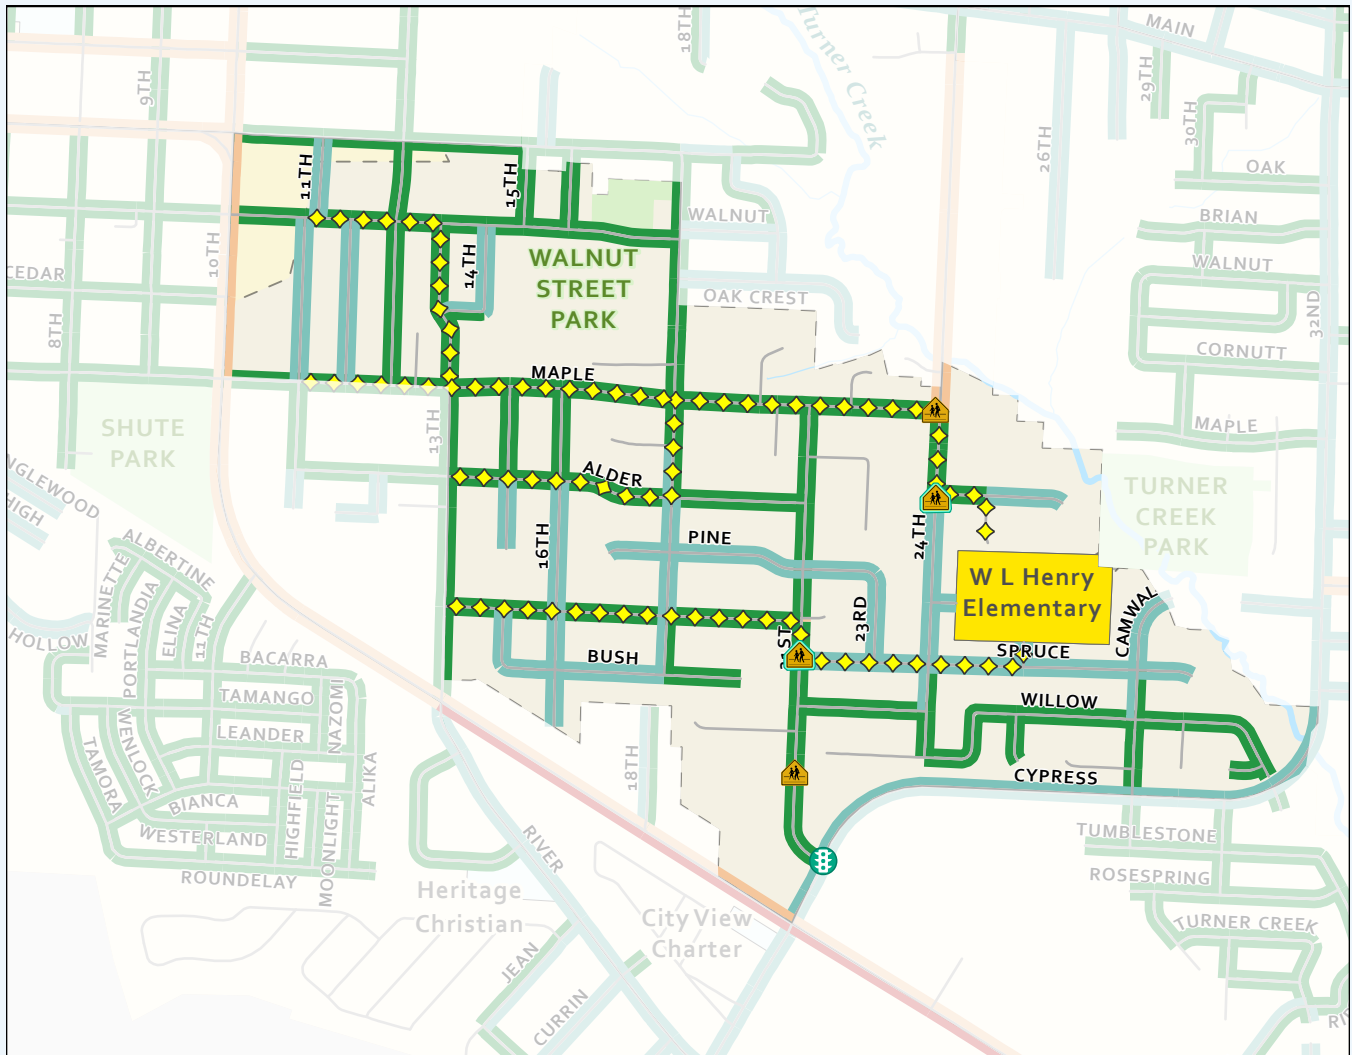 18TH
Turner Creek
MAIN
9TH
29TH
30TH
26TH
11TH
15TH
OAK
WALNUT
BRIAN
10TH
14TH
WALNUT
STREET
PARK
WALNUT
CEDAR
OAK CREST
8TH
32ND
CORNUTT
MAPLE
SHUTE
PARK
13TH
MAPLE
ALDER
NGLEWOOD
HIGH
TURNER
CREEK
PARK
16TH
PINE
24TH
W L Henry
Elementary
ALBERTINE
MARINETTE
PORTLANDIA
ELINA
11TH
HOLLOW
23RD
CAMWAL
21ST
BUSH
SPRUCE
BACARRA
TAMANGO
NAZOMI
WILLOW
WENLOCK
LEANDER
TAMORA
ALIKA
HIGHFIELD
18TH
CYPRESS
BIANCA
MOONLIGHT
WESTERLAND
RIVER
TUMBLESTONE
ROUNDELAY
ROSESPRING
Heritage
Christian
City View
Charter
TURNER CREEK
JEAN
CURRIN
RI